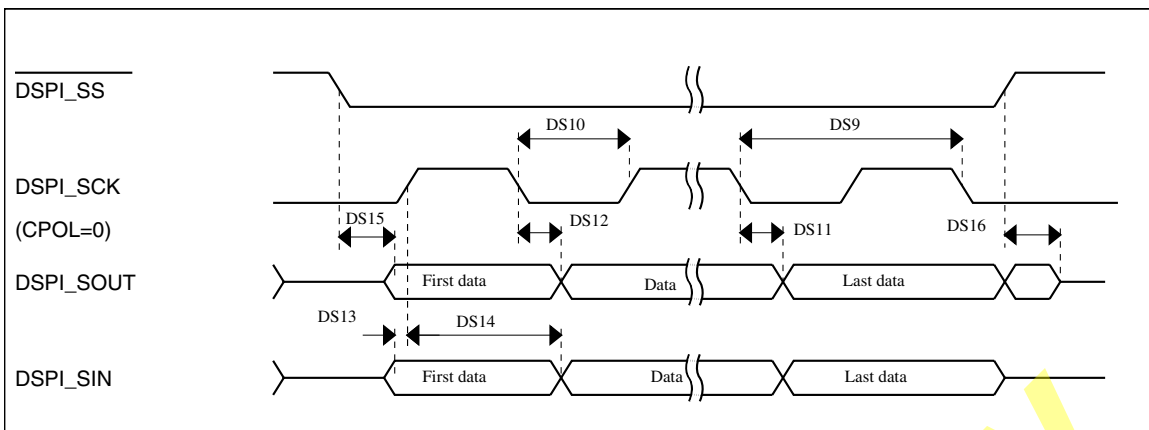 DSPI_SS
DS10 DS9
DSPI_SCK
(CPOL=0)
DS15 DS12 DS11 DS16
DSPI_SOUT First data Data Last data
DS13 DS14
DSPI_SIN First data Data Last data